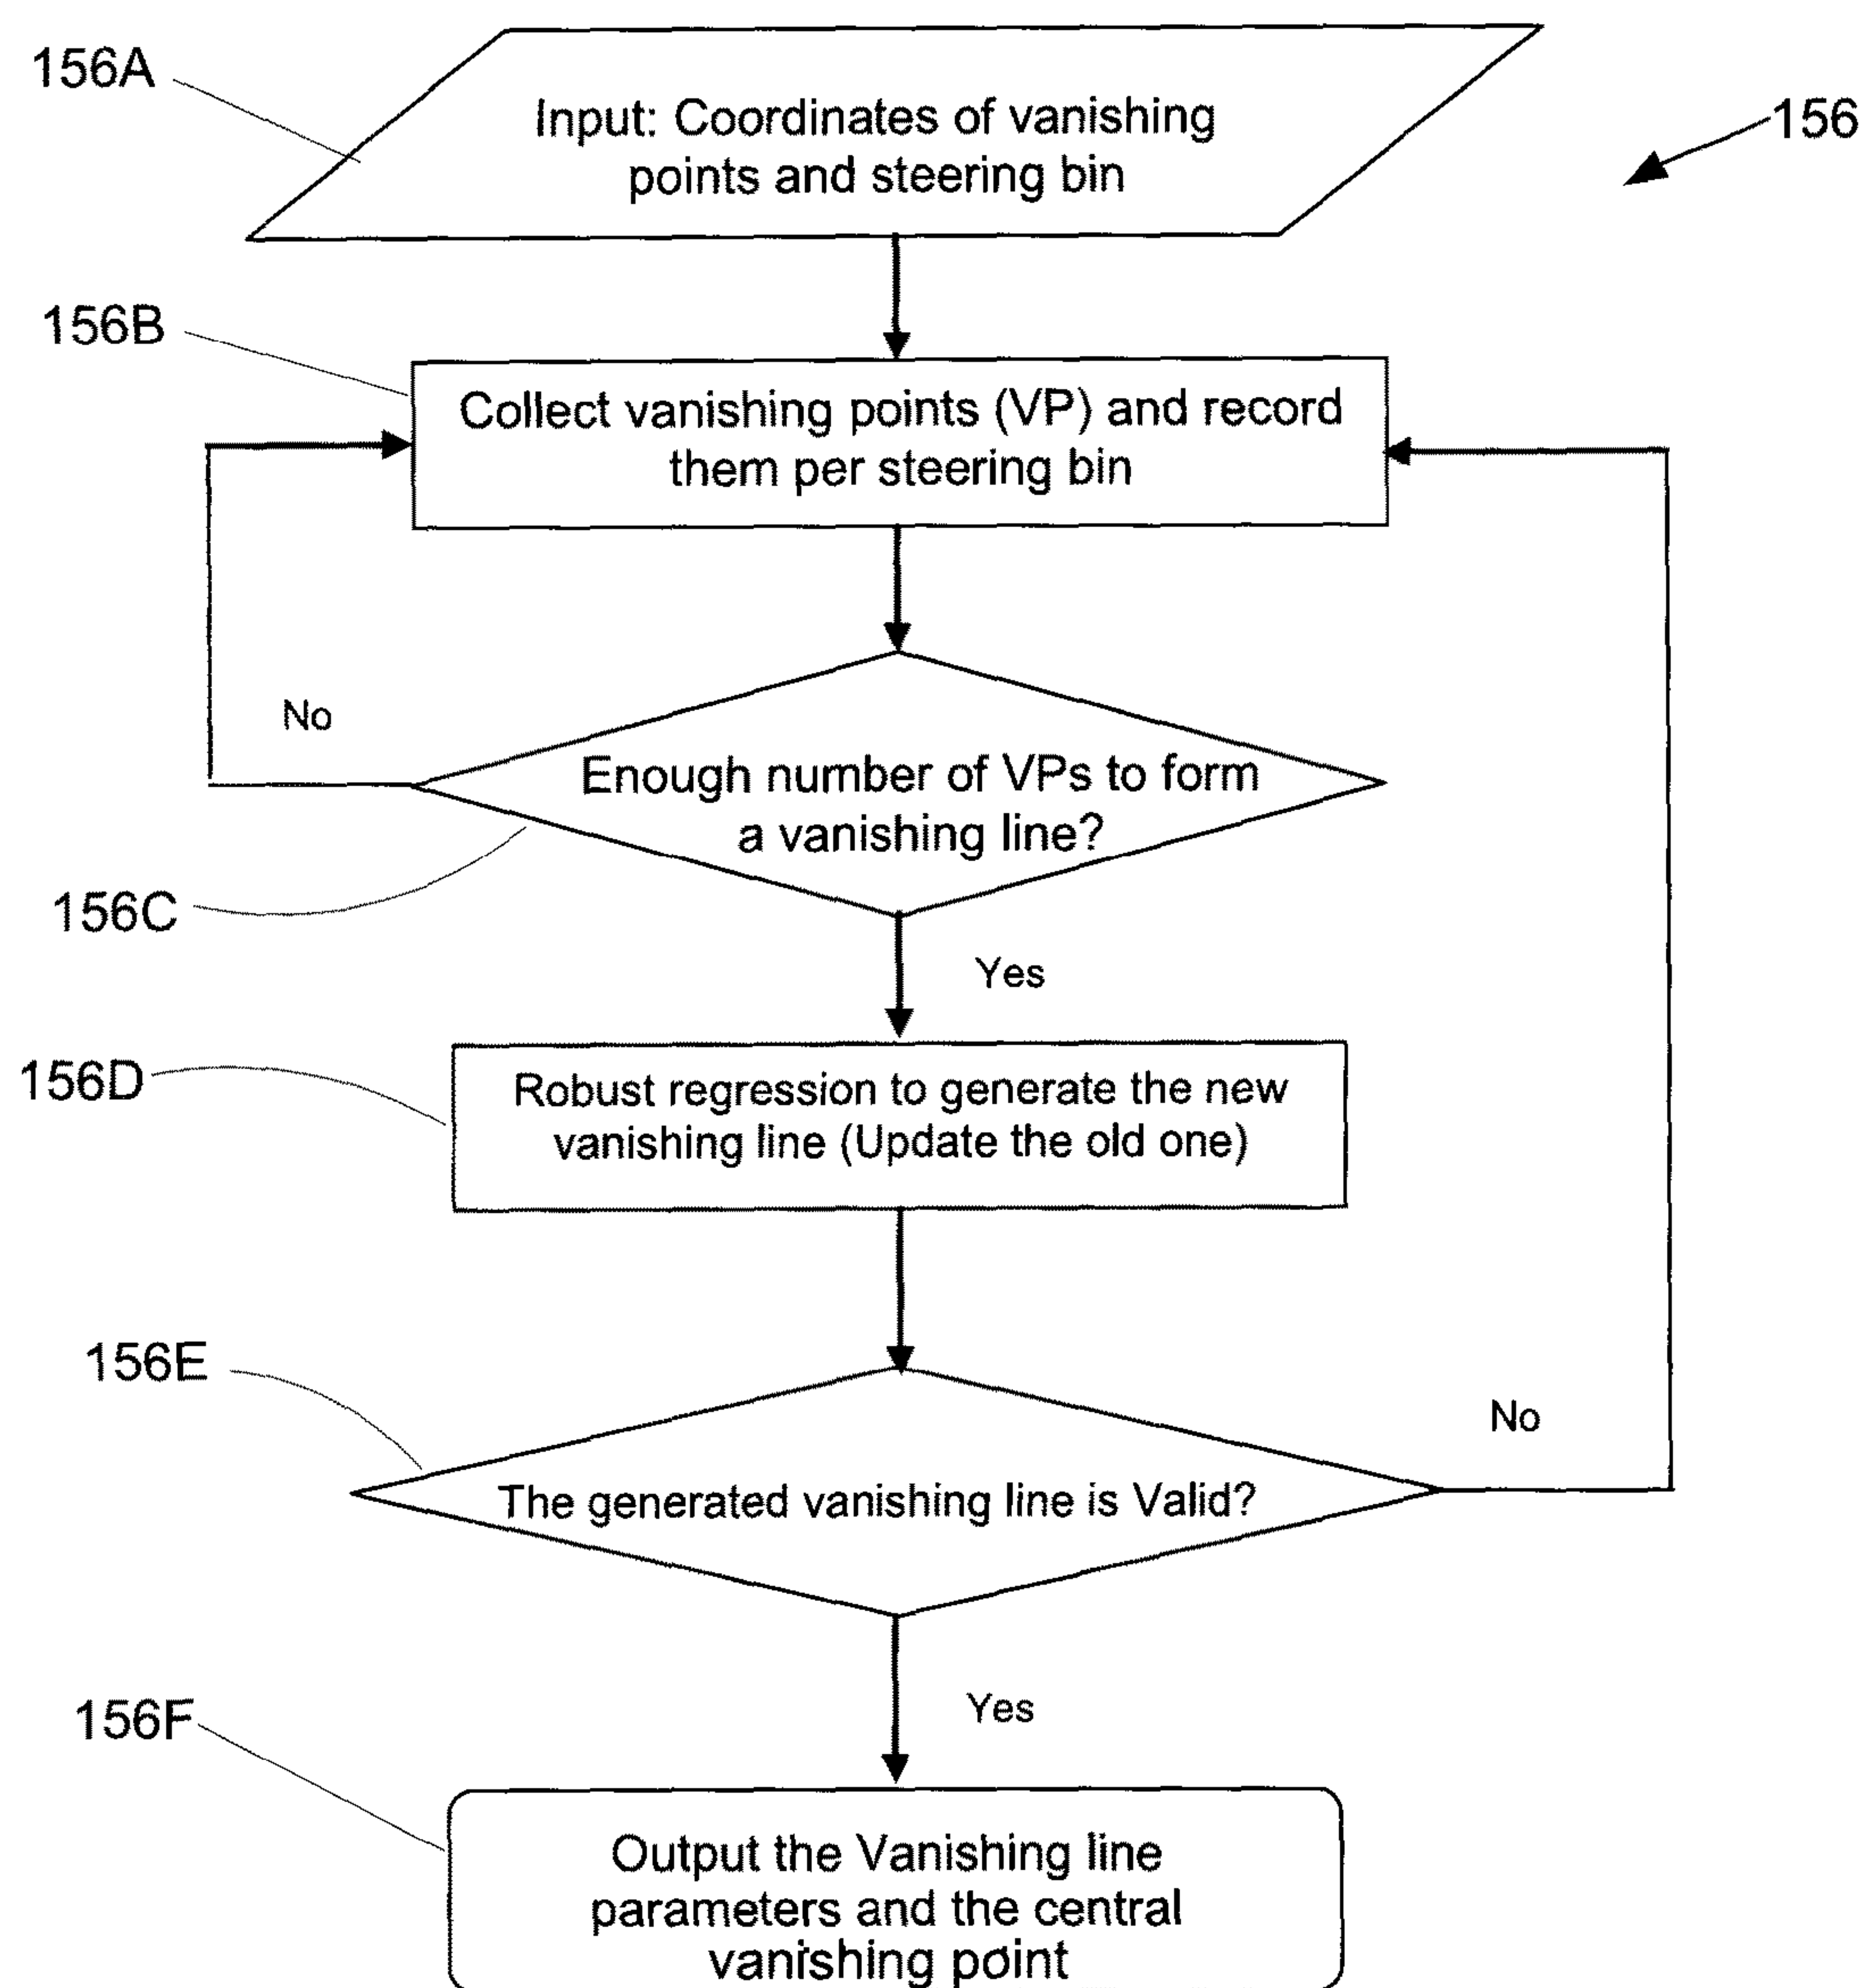 156A
Input: Coordinates of vanishing
points and steering bin
156
156B
Collect vanishing points (VP) and record
them per steering bin
No
Enough number of VPs to form
a vanishing line?
156C
Yes
156D
Robust regression to generate the new
vanishing line (Update the old one)
156E
No
The generated vanishing line is Valid?
156F
Yes
Output the Vanishing line
parameters and the central
vanishing point